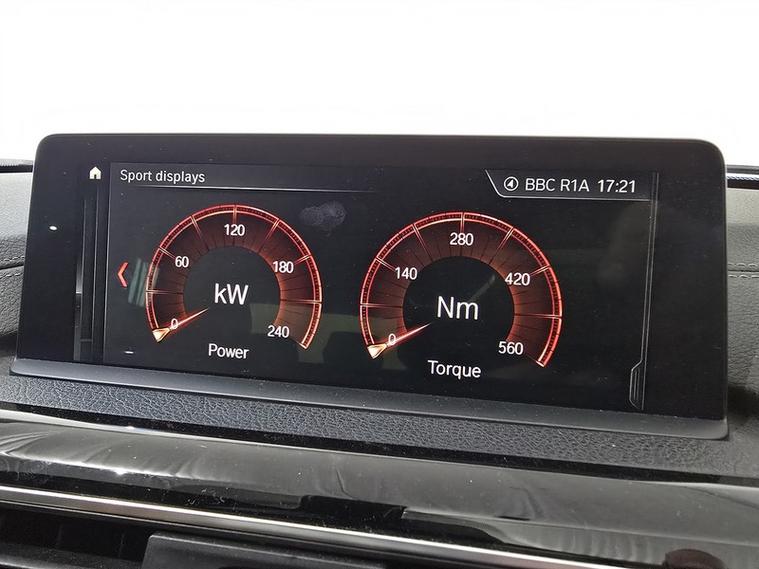 Sport displays
BBC R1A 17:21
0
60
120
180
240
kW
Power
0
140
280
420
560
Nm
Torque